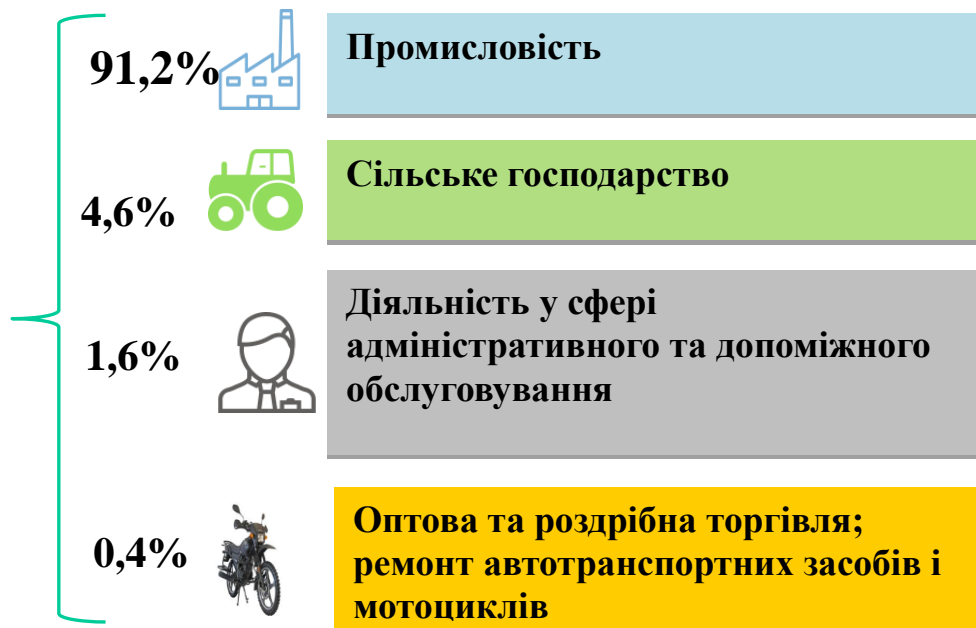 91,2%
Промисловість
4,6%
Сільське господарство
1,6%
Діяльність у сфері
адміністративного та допоміжного
обслуговування
0,4%
Оптова та роздрібна торгівля;
ремонт автотранспортних засобів і
мотоциклів